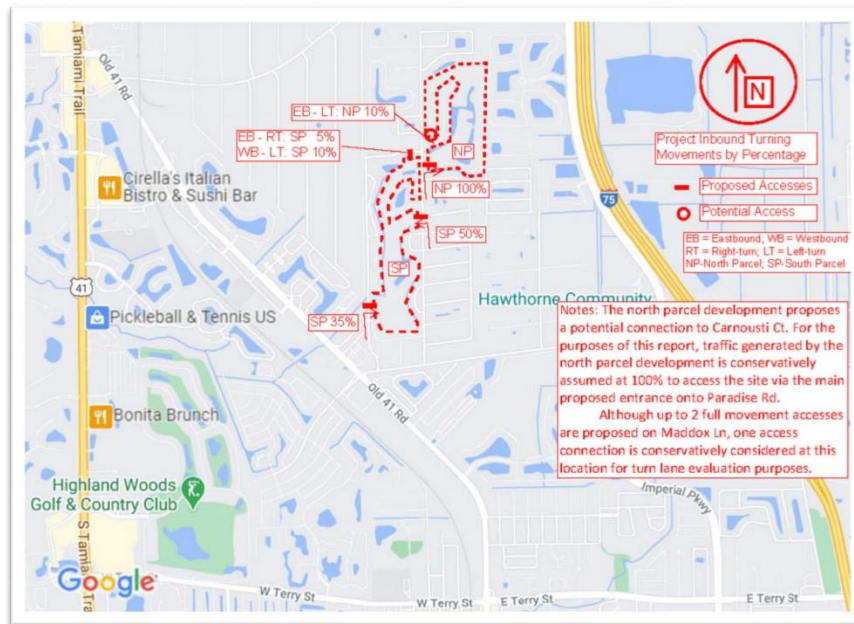 S. Tamiami Trail
Old 41 Rd
EB - LT: NP 10%
EB - RT: SP 5%
WB - LT: SP 10%
NP
NP 100%
SP 50%
SP
SP 35%
N
Project Inbound Turning
Movements by Percentage
Proposed Accesses
Potential Access
EB = Eastbound; WB = Westbound
RT = Right-turn; LT = Left-turn
NP-North Parcel; SP-South Parcel
75
Cirella's Italian
Bistro & Sushi Bar
41
Pickleball & Tennis US
Hawthorne Community
Notes: The north parcel development proposes
a potential connection to Carnousti Ct. For the
purposes of this report, traffic generated by the
north parcel development is conservatively
assumed at 100% to access the site via the main
proposed entrance onto Paradise Rd.
Although up to 2 full movement accesses
are proposed on Maddox Ln, one access
connection is conservatively considered at this
location for turn lane evaluation purposes.
Old 41 Rd
Bonita Brunch
Highland Woods
Golf & Country Club
Imperial Pkwy
S Tamiami Trail
Google
W Terry St
W Terry St
E Terry St
E Terry St